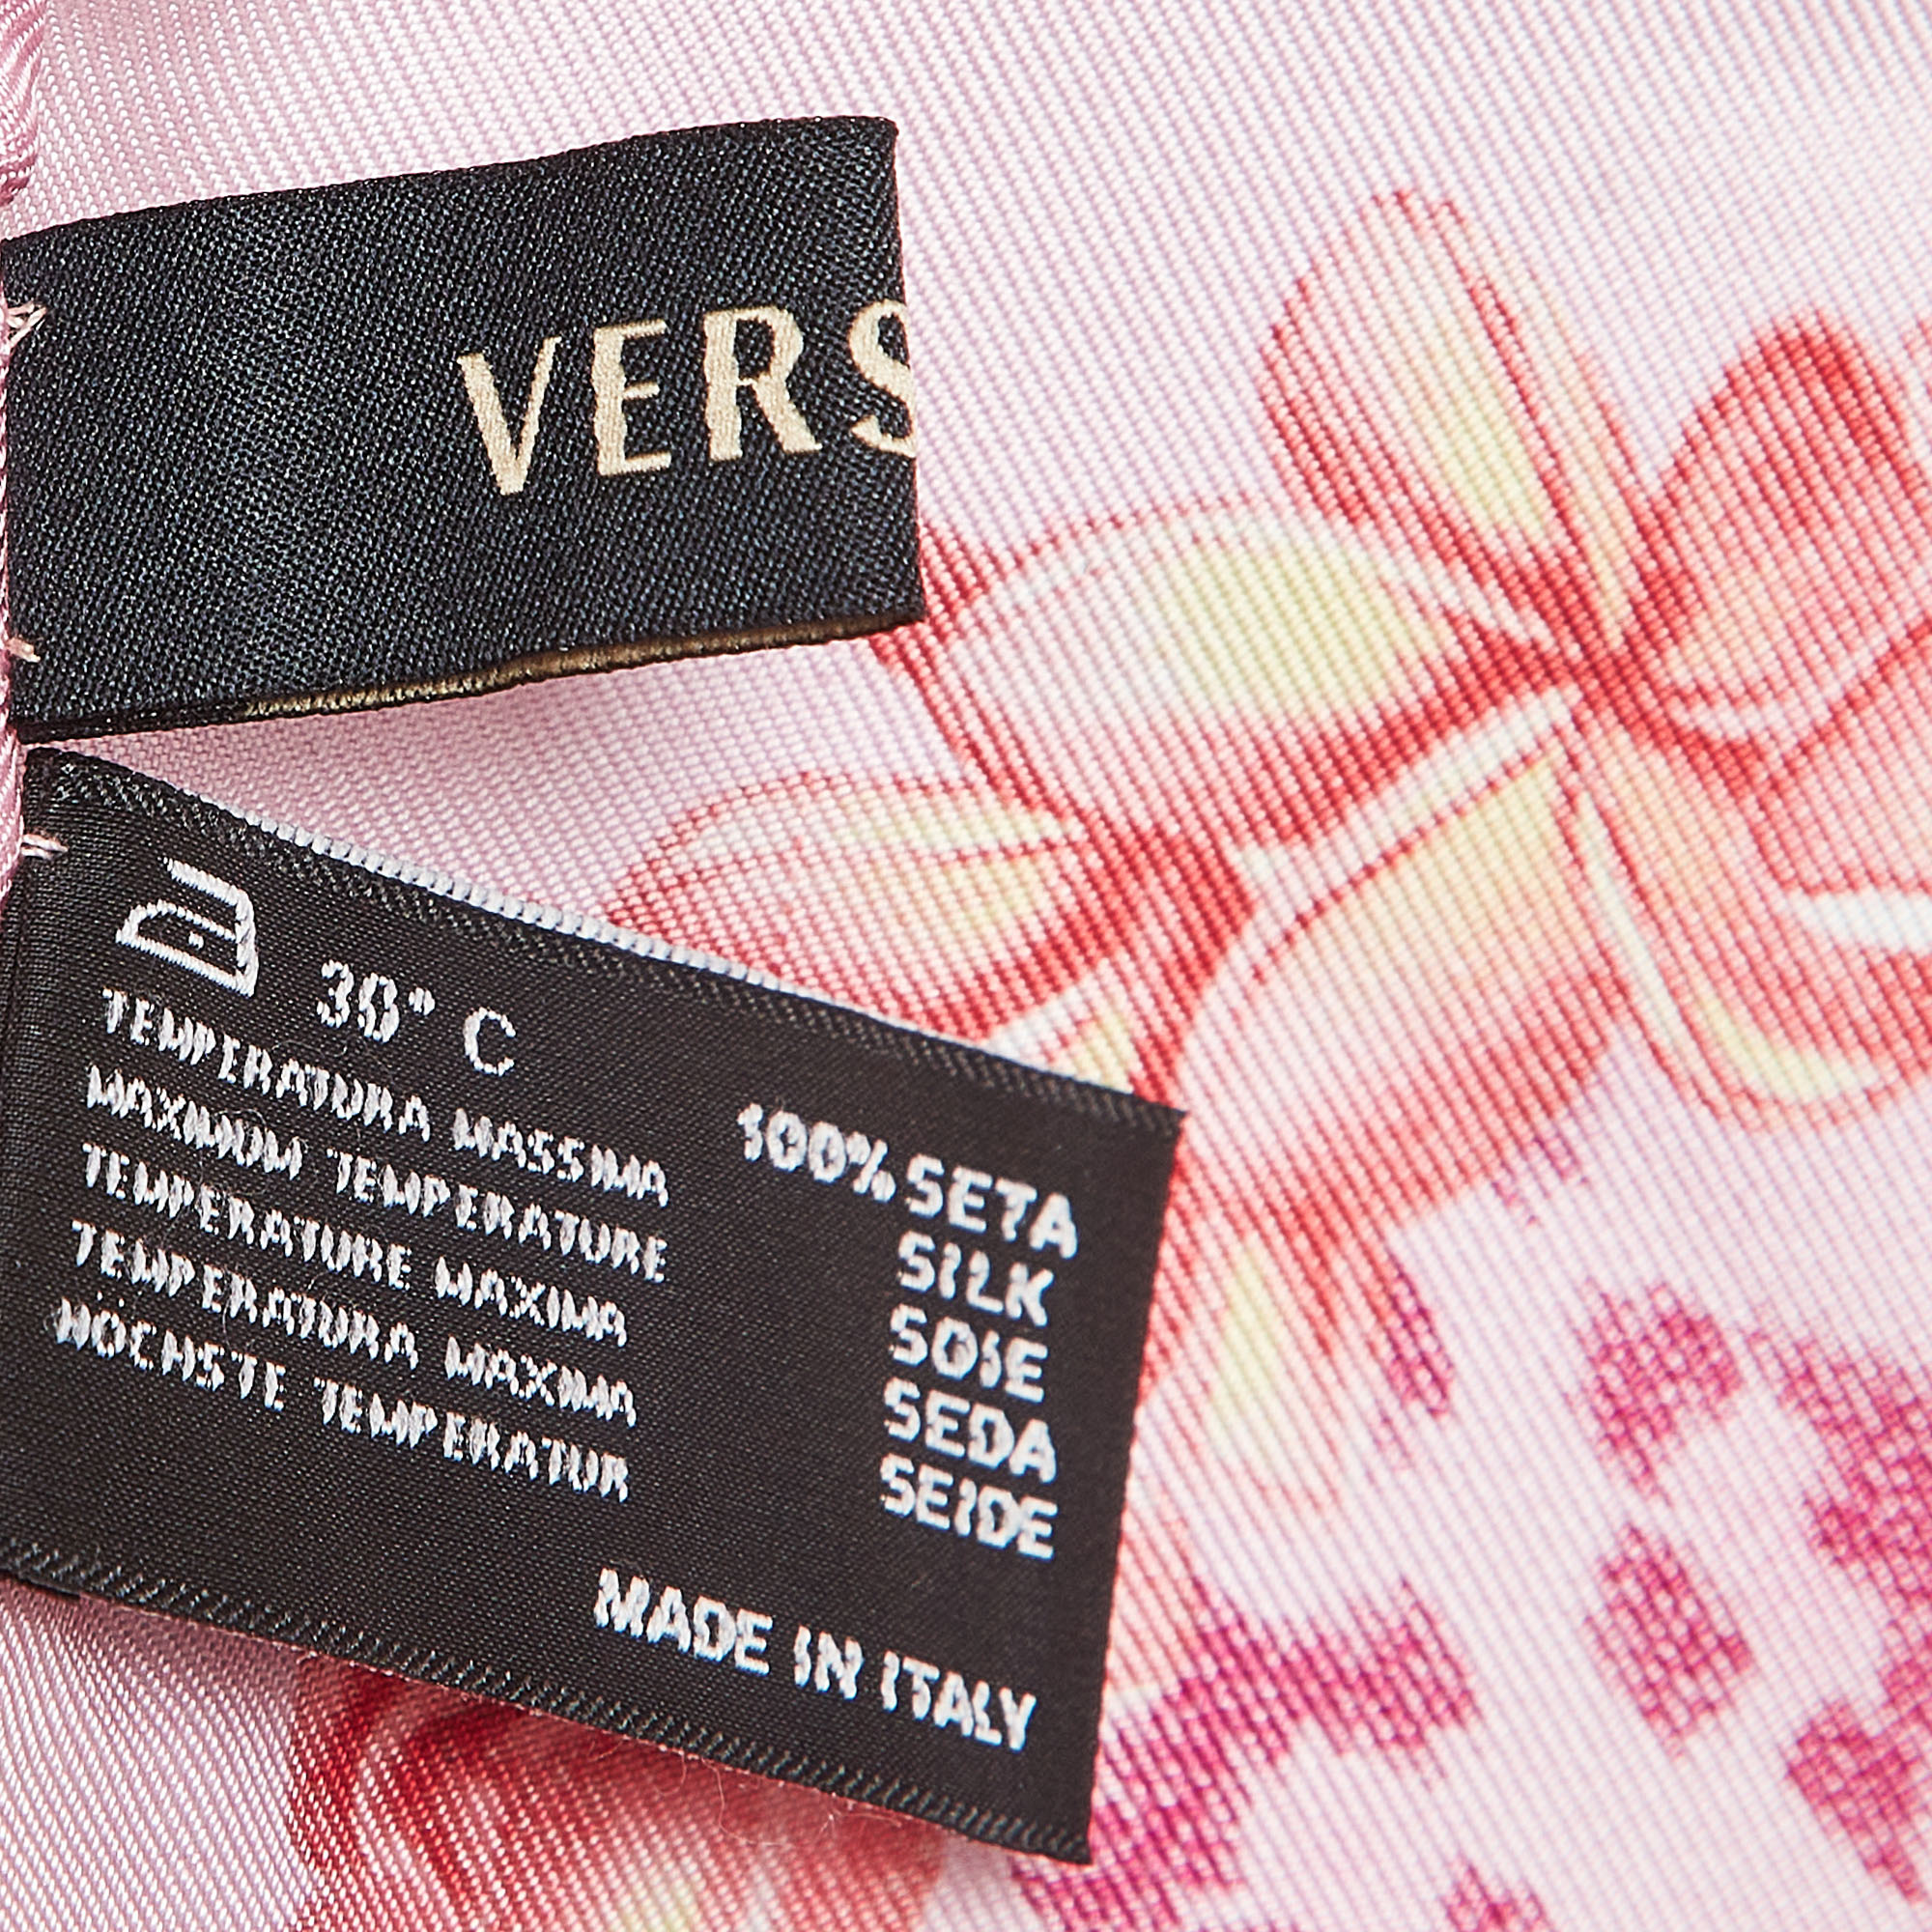 VERS
30° C
TEMPERATURA MASSIMA
MAXIMUM TEMPERATURE
TEMPERATURE MAXIMA
TEMPERATURA MAXIMA
HÖCHSTE TEMPERATUR
100% SETA
SILK
SOIE
SEDA
SEIDE
MADE IN ITALY